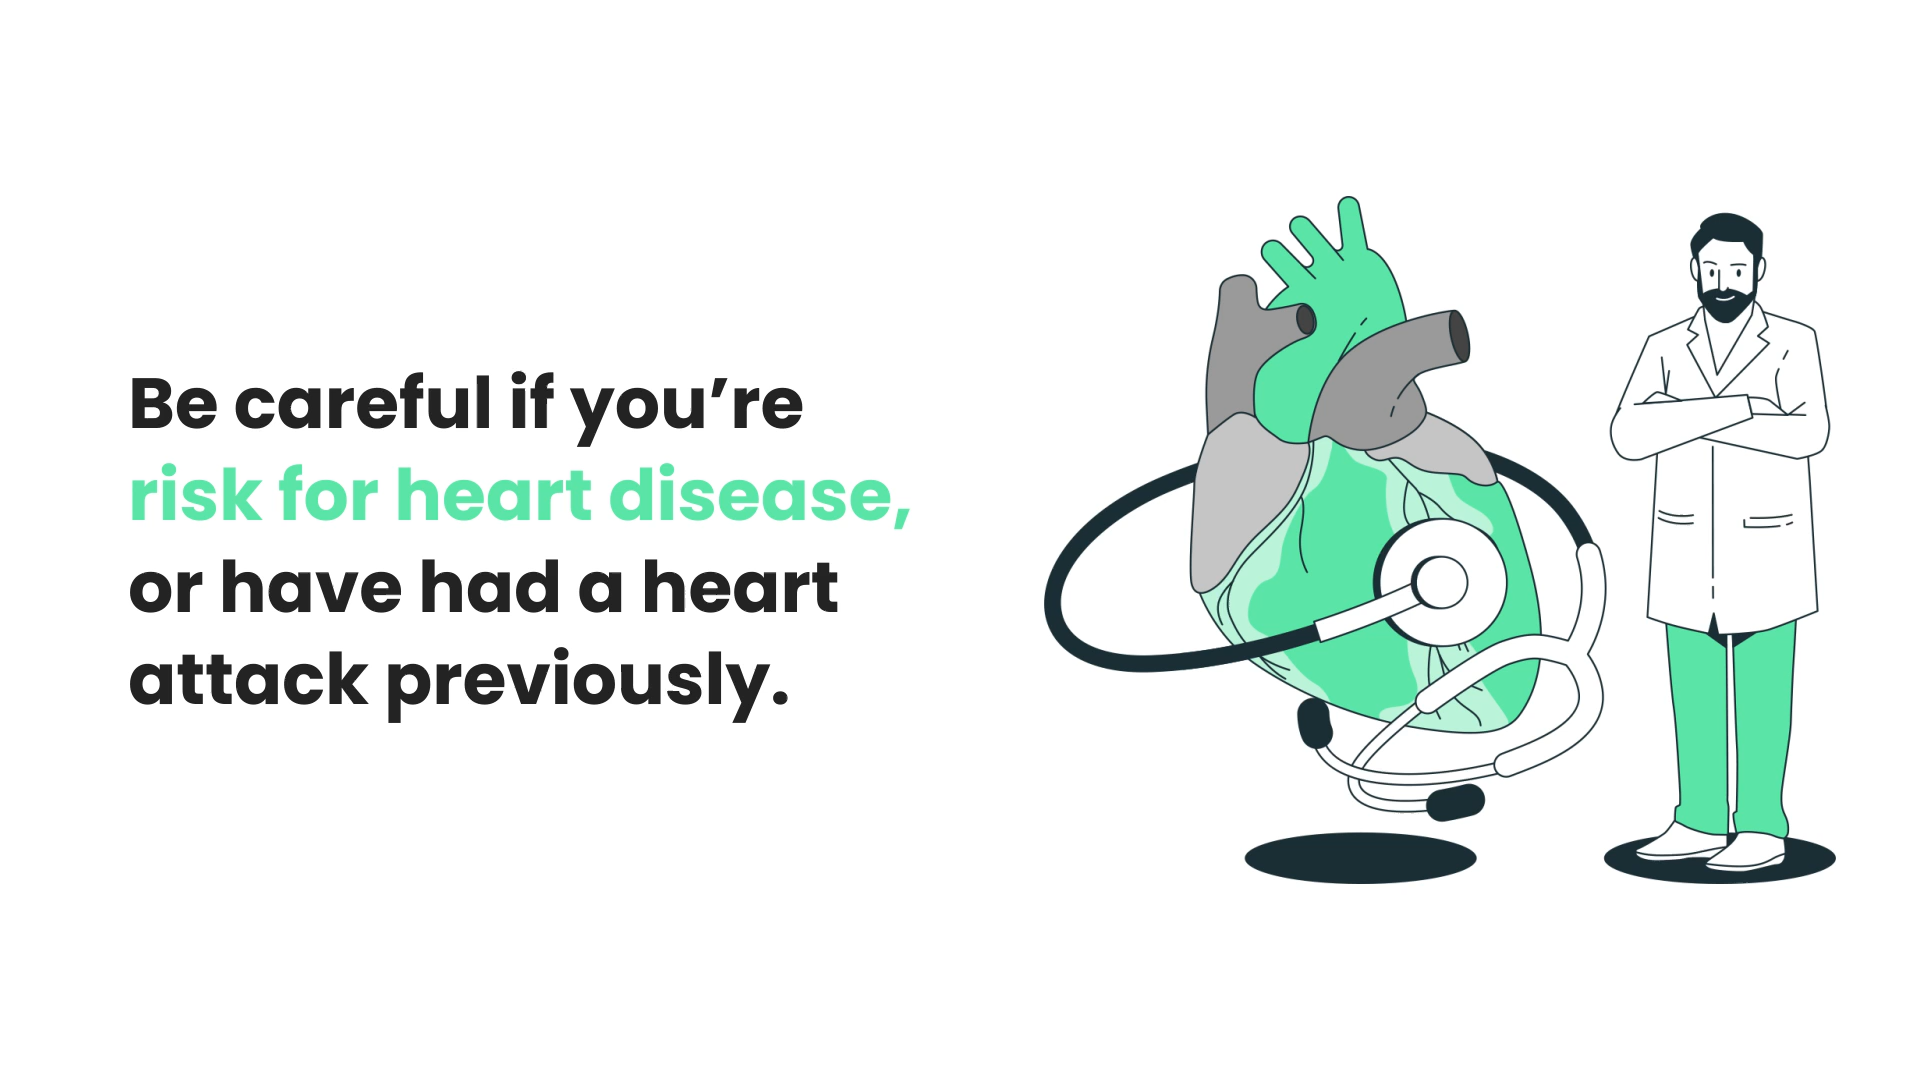 Be careful if you’re
risk for heart disease,
or have had a heart
attack previously.